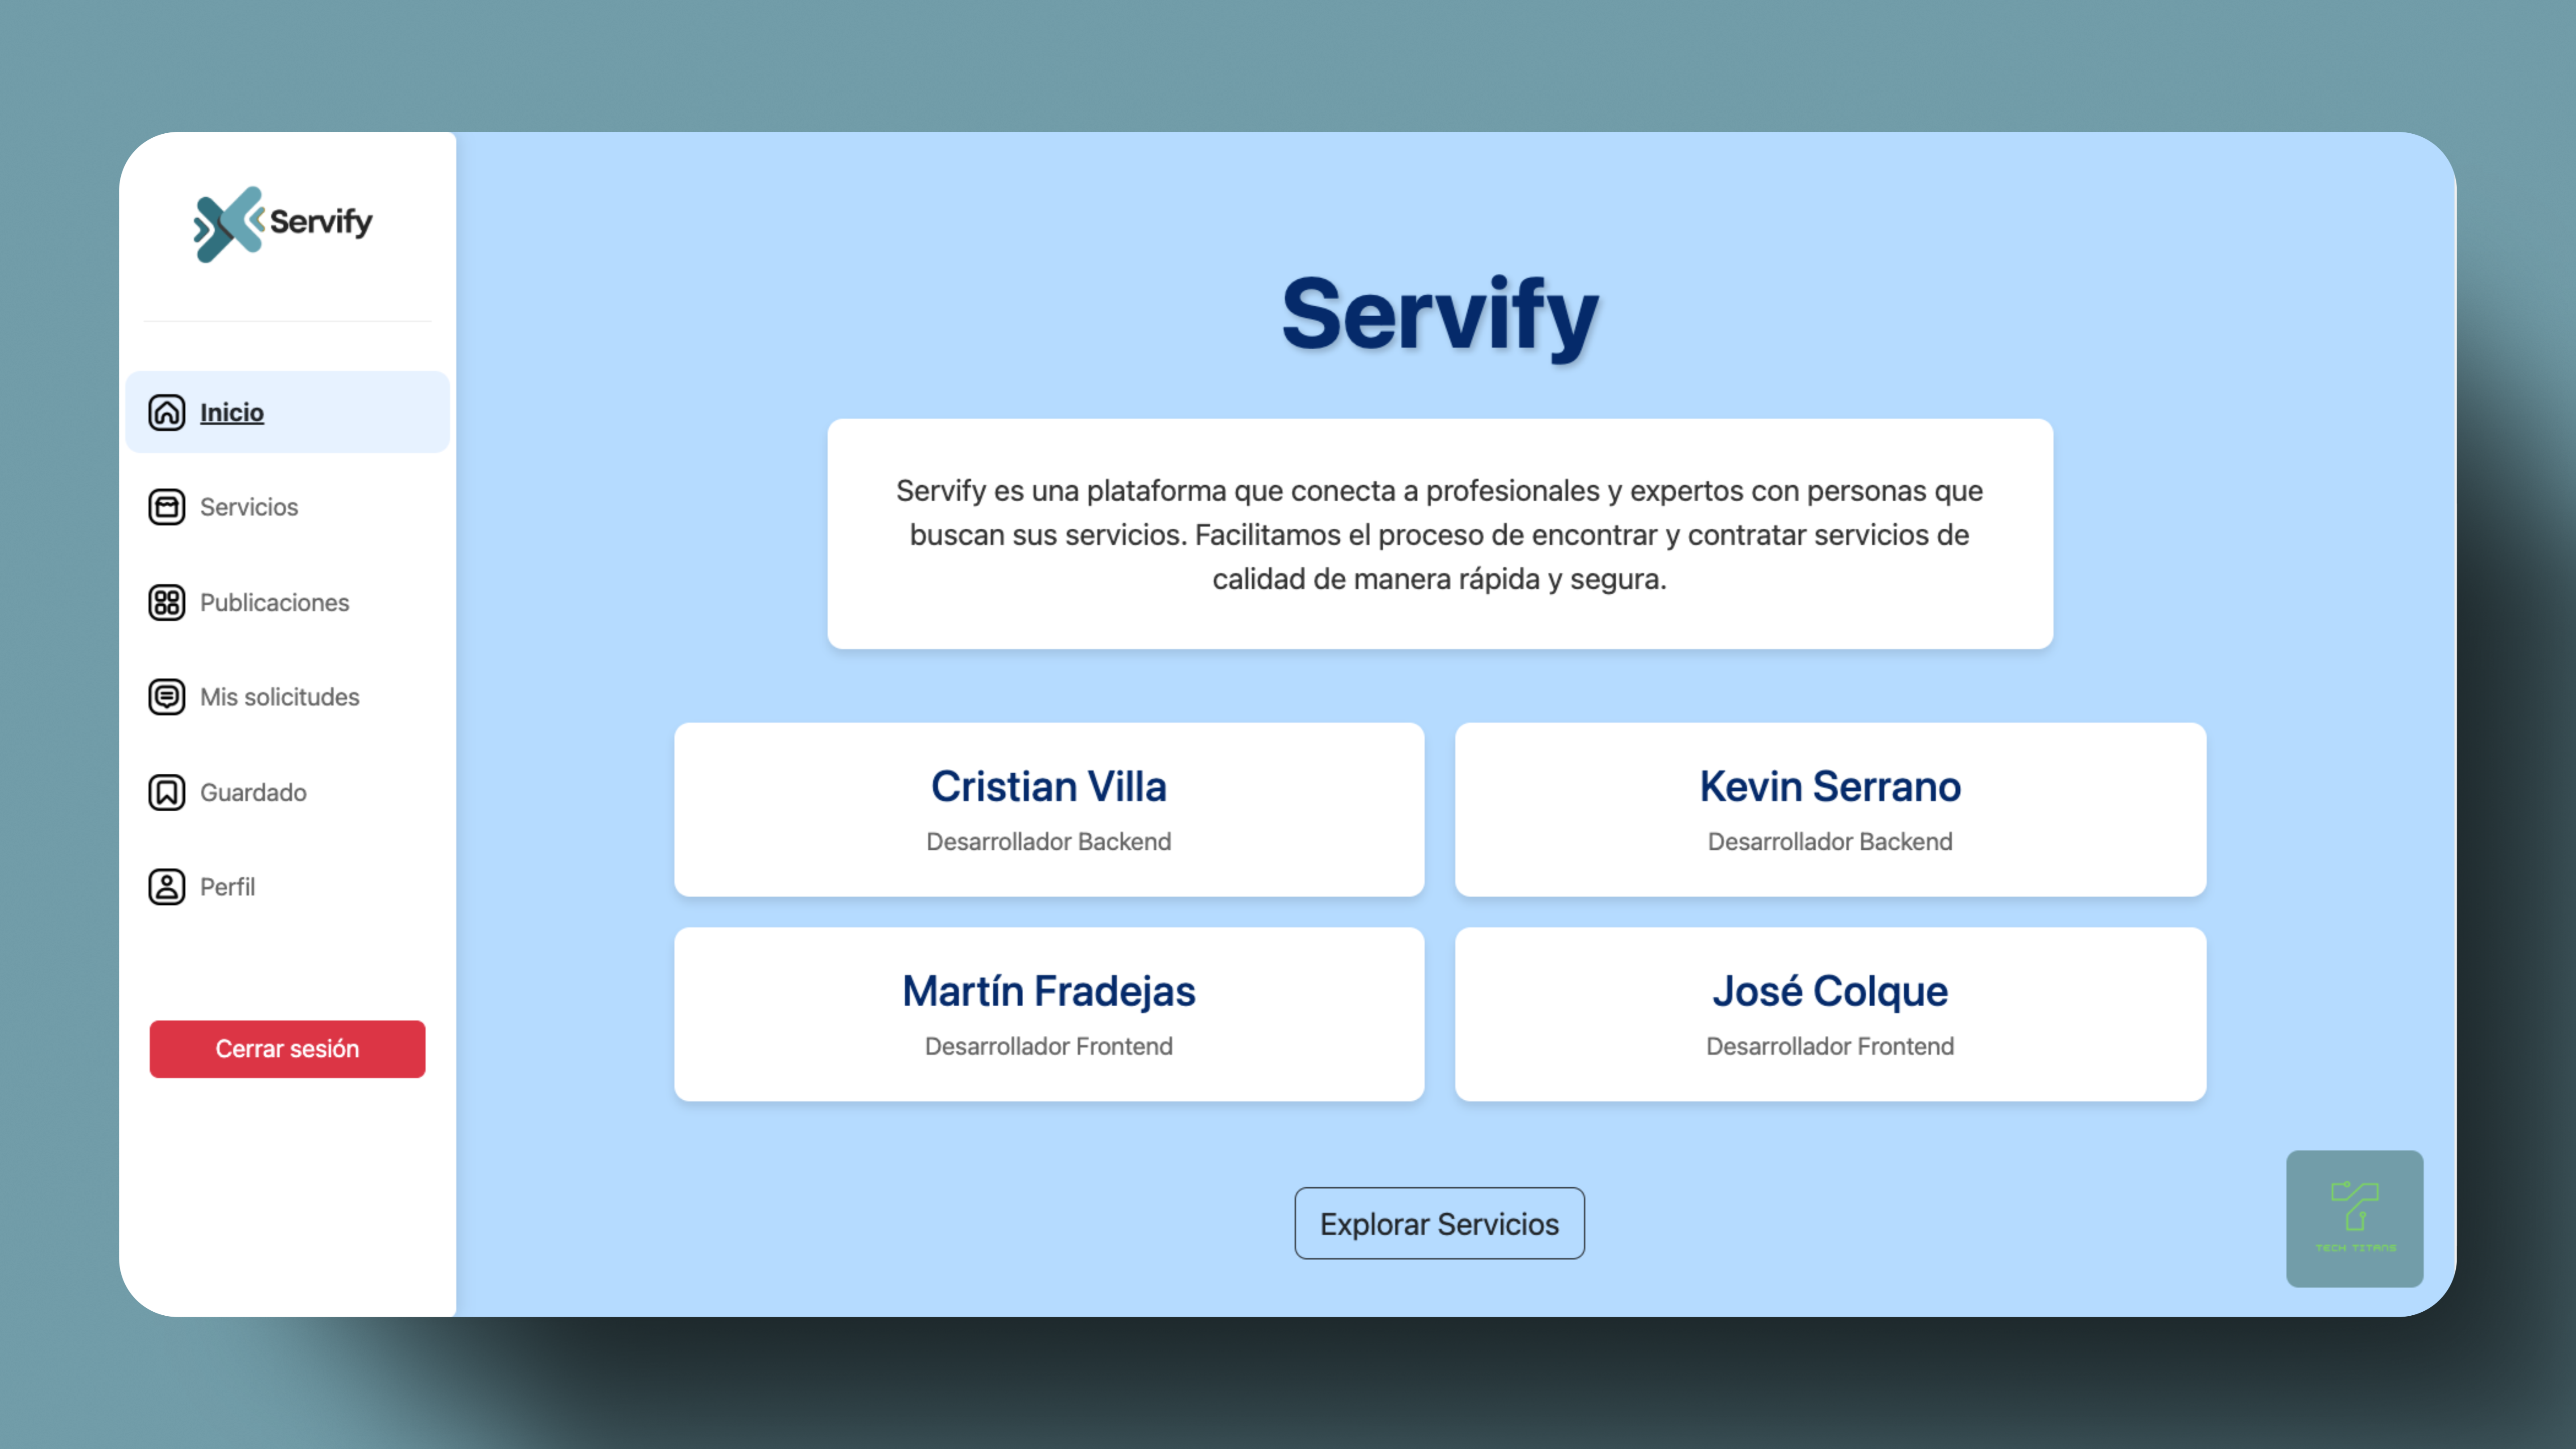 Servify
Inicio
Servicios
Publicaciones
Mis solicitudes
Guardado
Perfil
Cerrar sesión
Servify
Servify es una plataforma que conecta a profesionales y expertos con personas que
buscan sus servicios. Facilitamos el proceso de encontrar y contratar servicios de
calidad de manera rápida y segura.
Cristian Villa
Desarrollador Backend
Kevin Serrano
Desarrollador Backend
Martín Fradejas
Desarrollador Frontend
José Colque
Desarrollador Frontend
Explorar Servicios
TECH TITANS